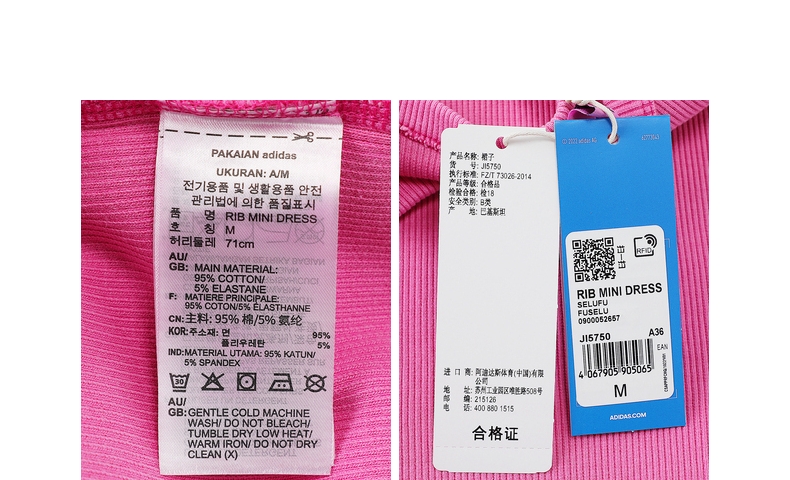 PAKAIAN adidas
UKURAN: A/M
전기용품 및 생활용품 안전
관리법에 의한 품질표시
품 명 RIB MINI DRESS
호 칭 M
허리둘레 71cm
AU/
GB: MAIN MATERIAL:
95% COTTON/
5% ELASTANE
F: MATIERE PRINCIPALE:
95% COTON/5% ÉLASTHANNE
CN: 主料: 95% 棉/5% 氨纶
KOR: 주소재: 면 95%
폴리우레탄 5%
IND: MATERIAL UTAMA: 95% KATUN/
5% SPANDEX
30
AU/
GB: GENTLE COLD MACHINE
WASH/ DO NOT BLEACH/
TUMBLE DRY LOW HEAT/
WARM IRON/ DO NOT DRY
CLEAN (X)
产品名称: 裙子
货 号: JI5750
执行标准: FZ/T 73026-2014
产品等级: 合格品
检验合格: 检18
安全类别: B类
产 地: 巴基斯坦
进 口 商: 阿迪达斯体育(中国)有限
公司
地 址: 苏州工业园区唯胜路508号
邮 编: 215126
电 话: 400 880 1515
合格证
RFID
RIB MINI DRESS
SELUFU
FUSELU
0900052657
JI5750 A36
EAN
4 067905 905065
M
ADIDAS.COM